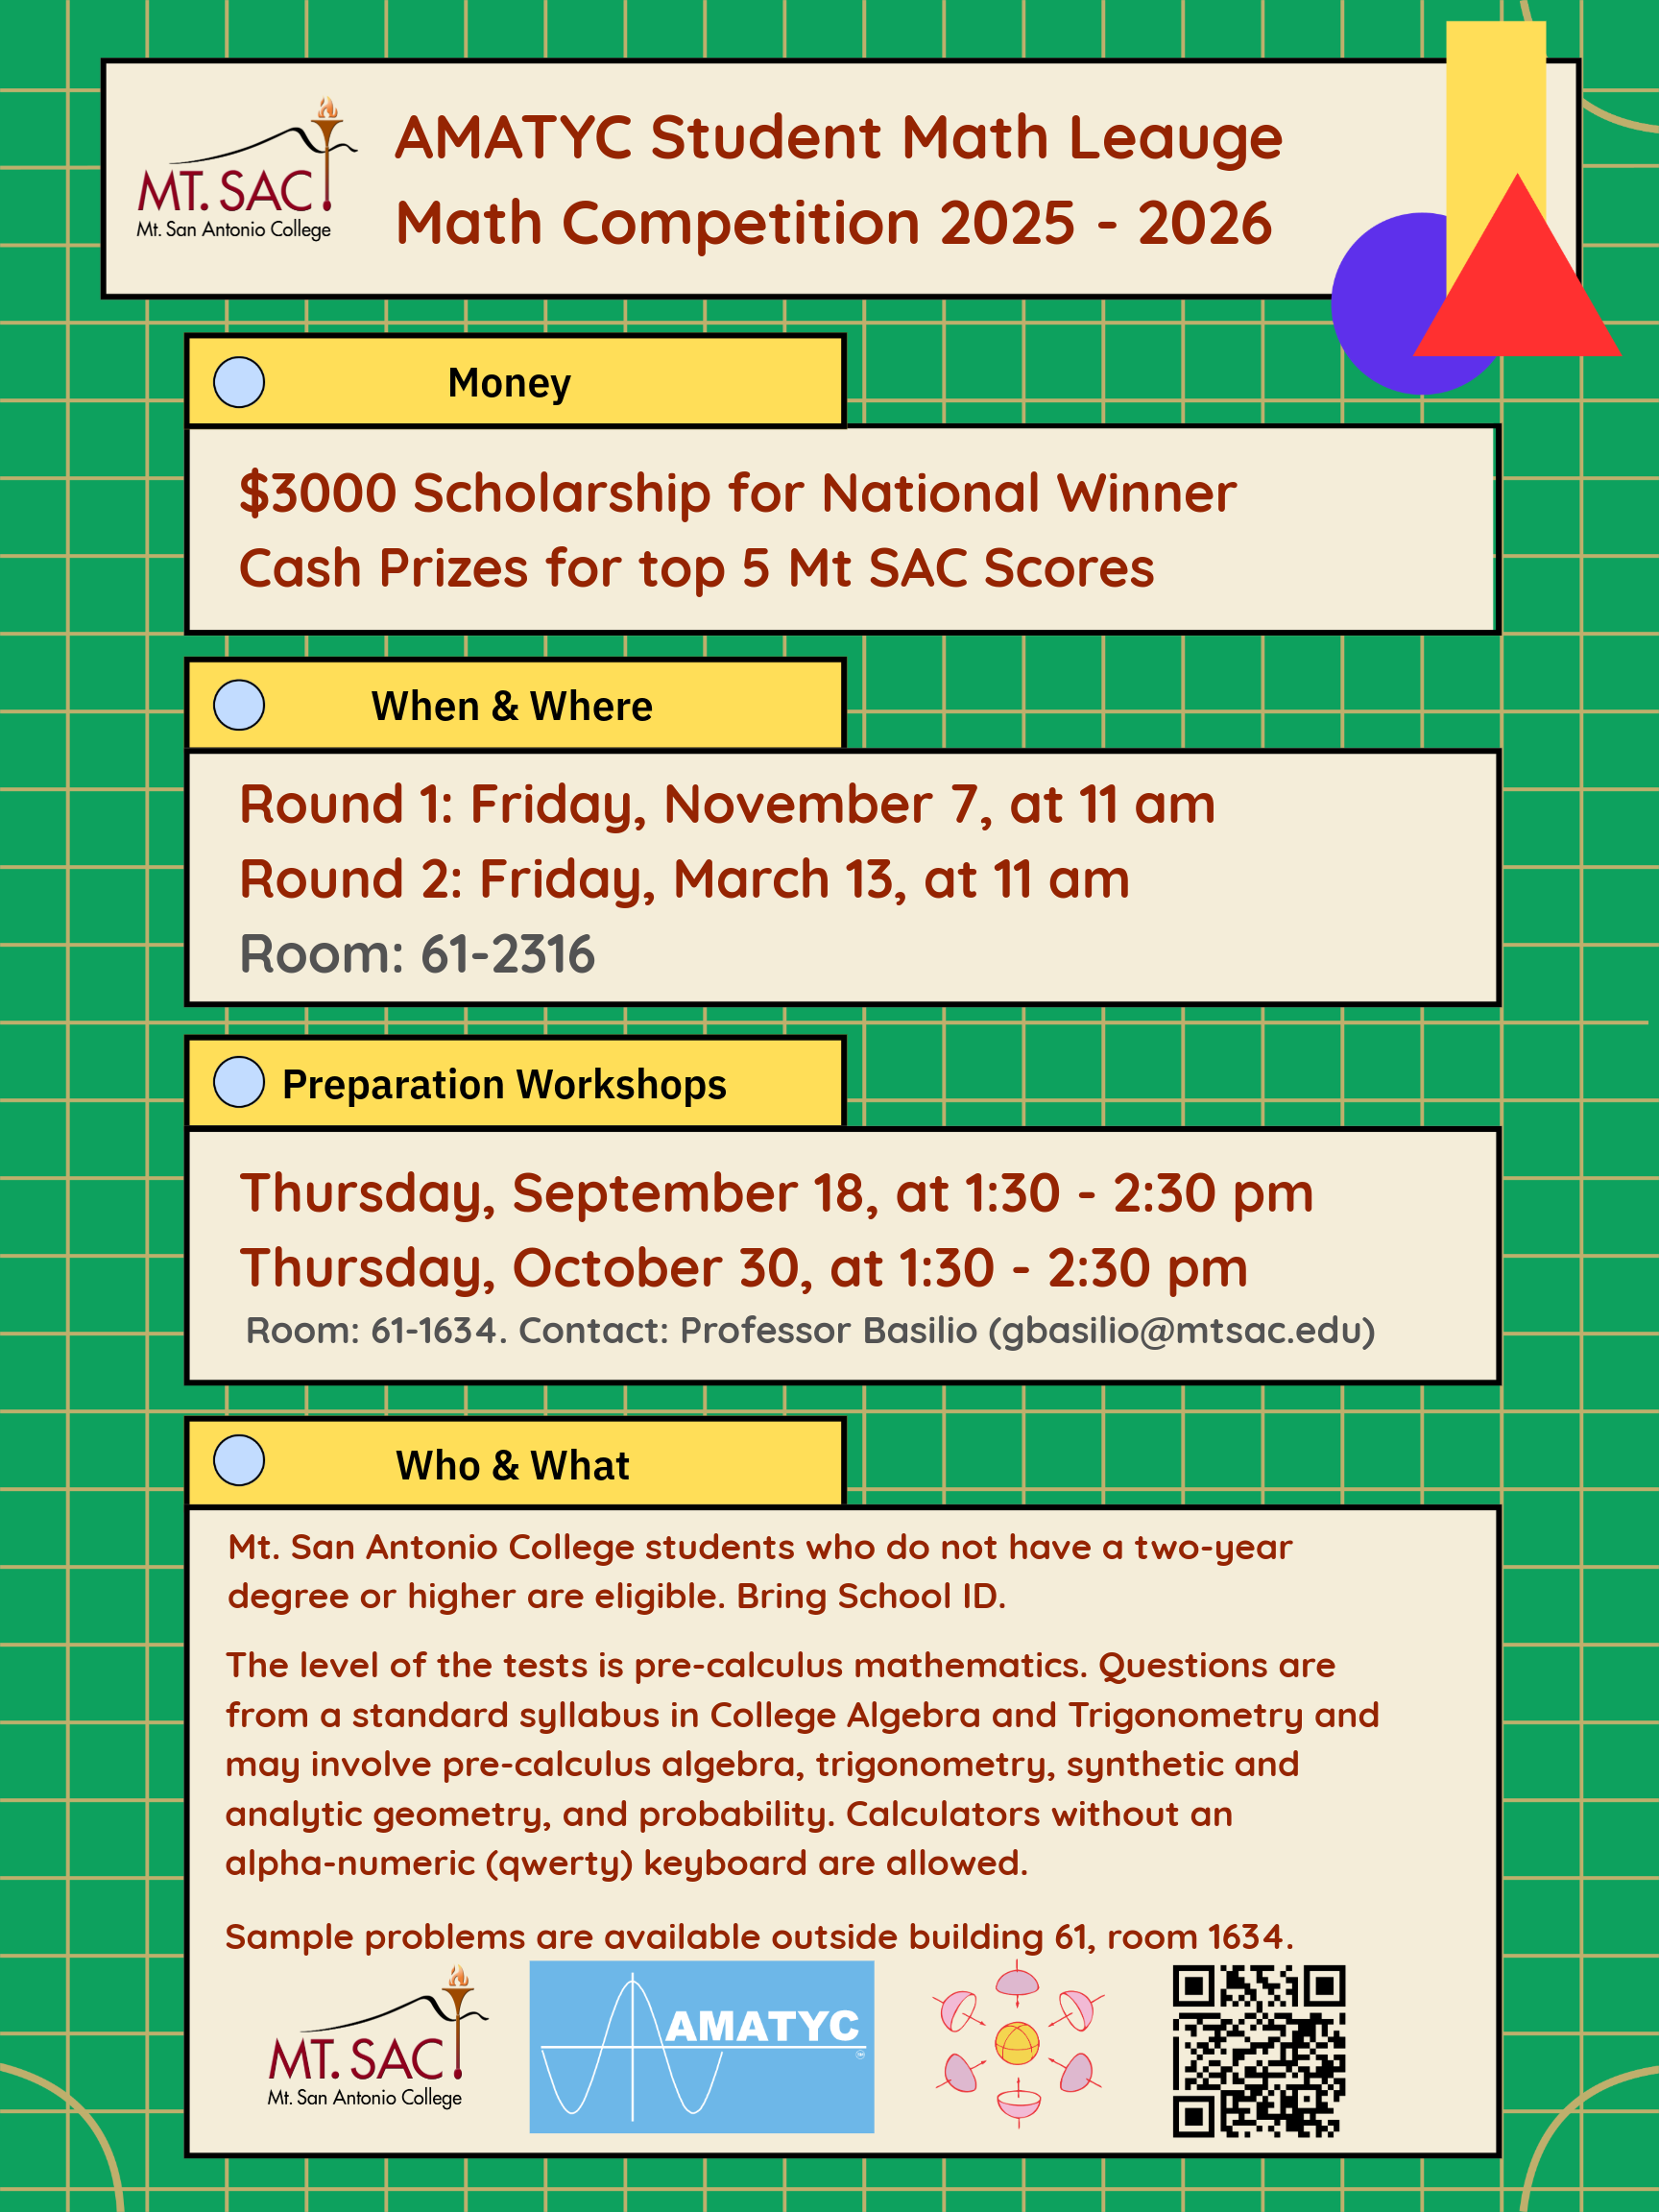 MT. SAC
Mt. San Antonio College
AMATYC Student Math Leauge
Math Competition 2025 - 2026
Money
$3000 Scholarship for National Winner
Cash Prizes for top 5 Mt SAC Scores
When & Where
Round 1: Friday, November 7, at 11 am
Round 2: Friday, March 13, at 11 am
Room: 61-2316
Preparation Workshops
Thursday, September 18, at 1:30 - 2:30 pm
Thursday, October 30, at 1:30 - 2:30 pm
Room: 61-1634. Contact: Professor Basilio (gbasilio@mtsac.edu)
Who & What
Mt. San Antonio College students who do not have a two-year
degree or higher are eligible. Bring School ID.
The level of the tests is pre-calculus mathematics. Questions are
from a standard syllabus in College Algebra and Trigonometry and
may involve pre-calculus algebra, trigonometry, synthetic and
analytic geometry, and probability. Calculators without an
alpha-numeric (qwerty) keyboard are allowed.
Sample problems are available outside building 61, room 1634.
MT. SAC
Mt. San Antonio College
AMATYC